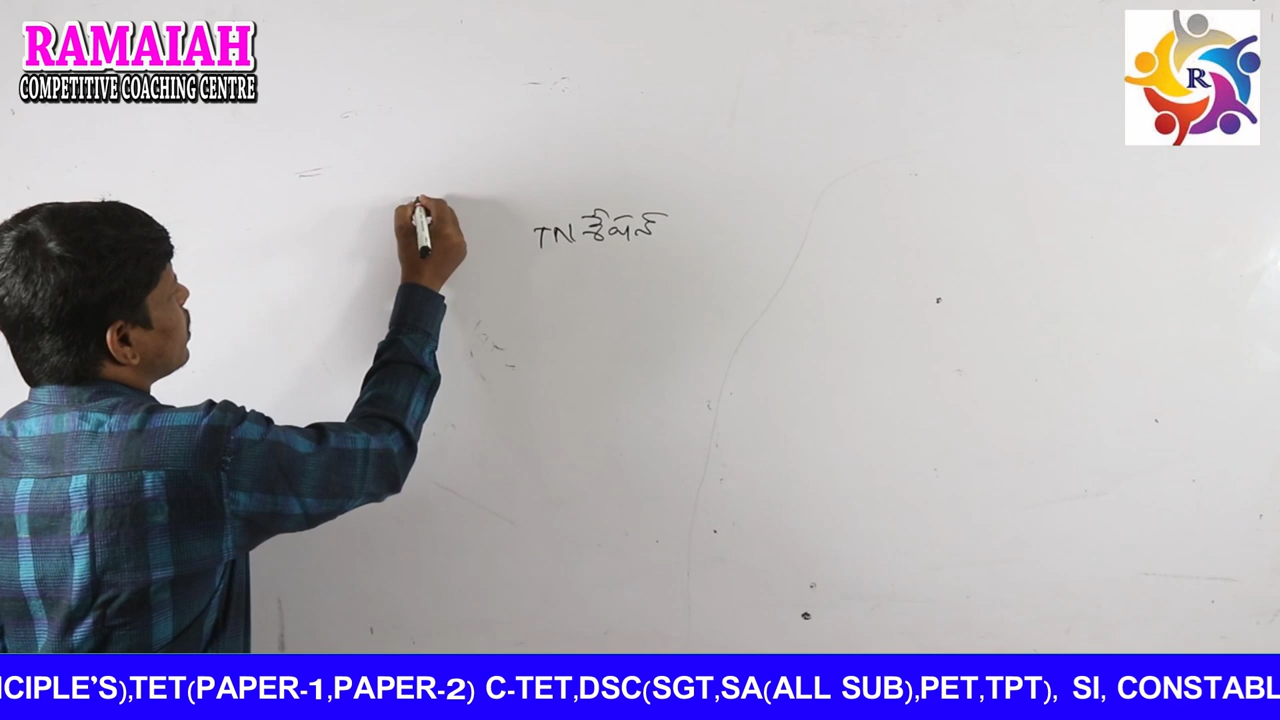 RAMAIAH
COMPETITIVE COACHING CENTRE
R
TN శేషన్
ICIPLE'S),TET(PAPER-1,PAPER-2) C-TET,DSC(SGT,SA(ALL SUB),PET,TPT), SI, CONSTABL